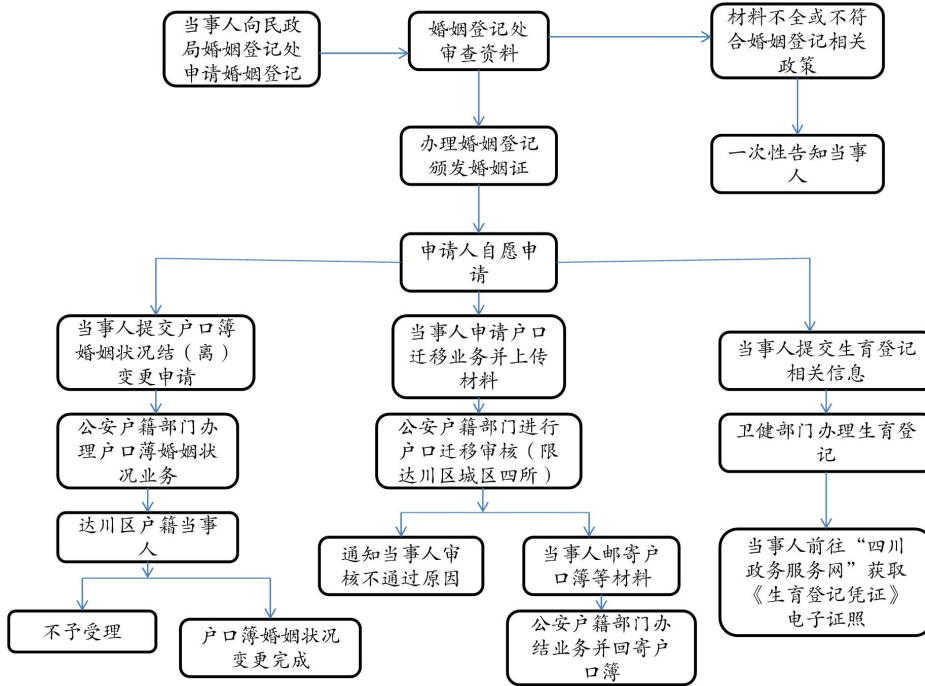 当事人向民政
局婚姻登记处
申请婚姻登记
婚姻登记处
审查资料
材料不全或不符
合婚姻登记相关
政策
办理婚姻登记
颁发婚姻证
一次性告知当事
人
申请人自愿申
请
当事人提交户口簿
婚姻状况结（离）
变更申请
当事人申请户口
迁移业务并上传
材料
当事人提交生育登记
相关信息
公安户籍部门办
理户口薄婚姻状
况业务
公安户籍部门进行
户口迁移审核（限
达川区城区四所）
卫健部门办理生育登
记
达川区户籍当事
人
通知当事人审
核不通过原因
当事人邮寄户
口簿等材料
当事人前往“四川
政务服务网”获取
《生育登记凭证》
电子证照
不予受理
户口簿婚姻状况
变更完成
公安户籍部门办
结业务并回寄户
口簿